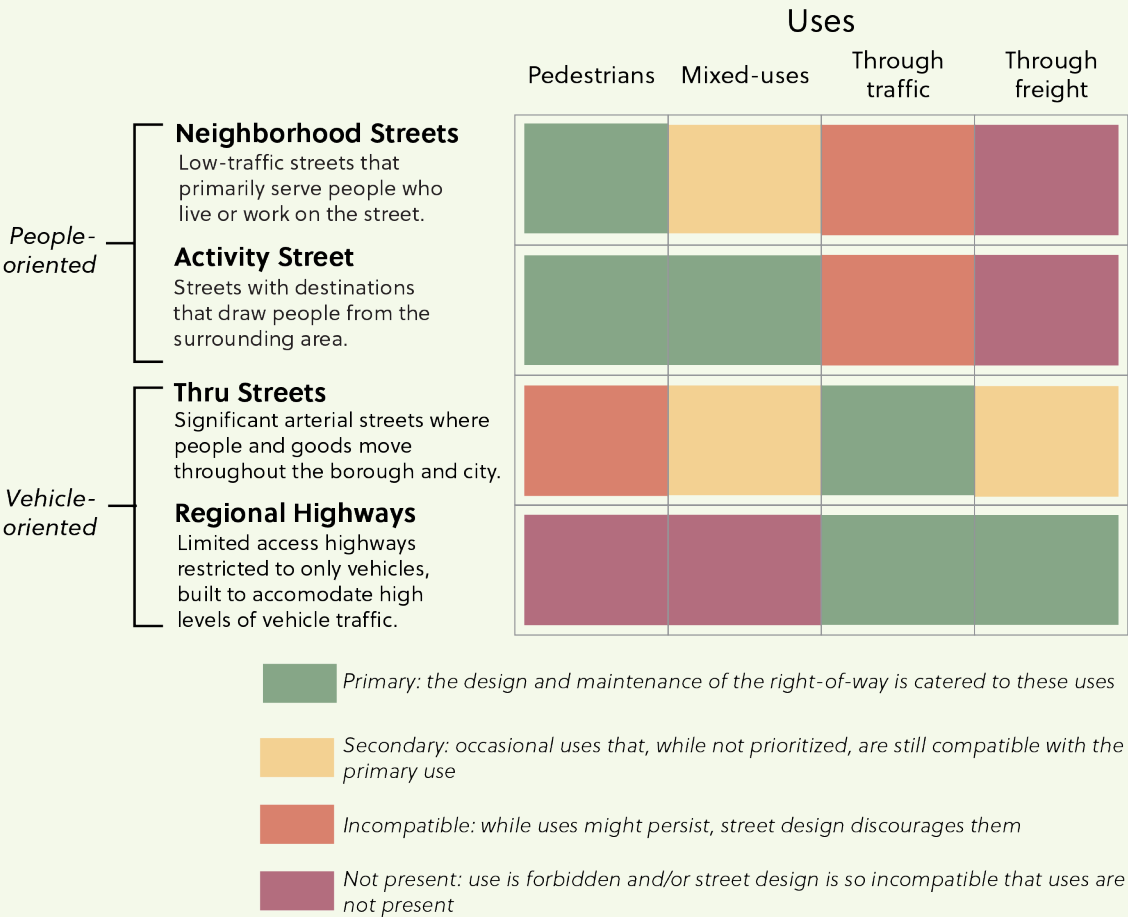 Uses
Pedestrians
Mixed-uses
Through
traffic
Through
freight
People-
oriented
Neighborhood Streets
Low-traffic streets that
primarily serve people who
live or work on the street.
Activity Street
Streets with destinations
that draw people from the
surrounding area.
Vehicle-
oriented
Thru Streets
Significant arterial streets where
people and goods move
throughout the borough and city.
Regional Highways
Limited access highways
restricted to only vehicles,
built to accomodate high
levels of vehicle traffic.
Primary: the design and maintenance of the right-of-way is catered to these uses
Secondary: occasional uses that, while not prioritized, are still compatible with the
primary use
Incompatible: while uses might persist, street design discourages them
Not present: use is forbidden and/or street design is so incompatible that uses are
not present